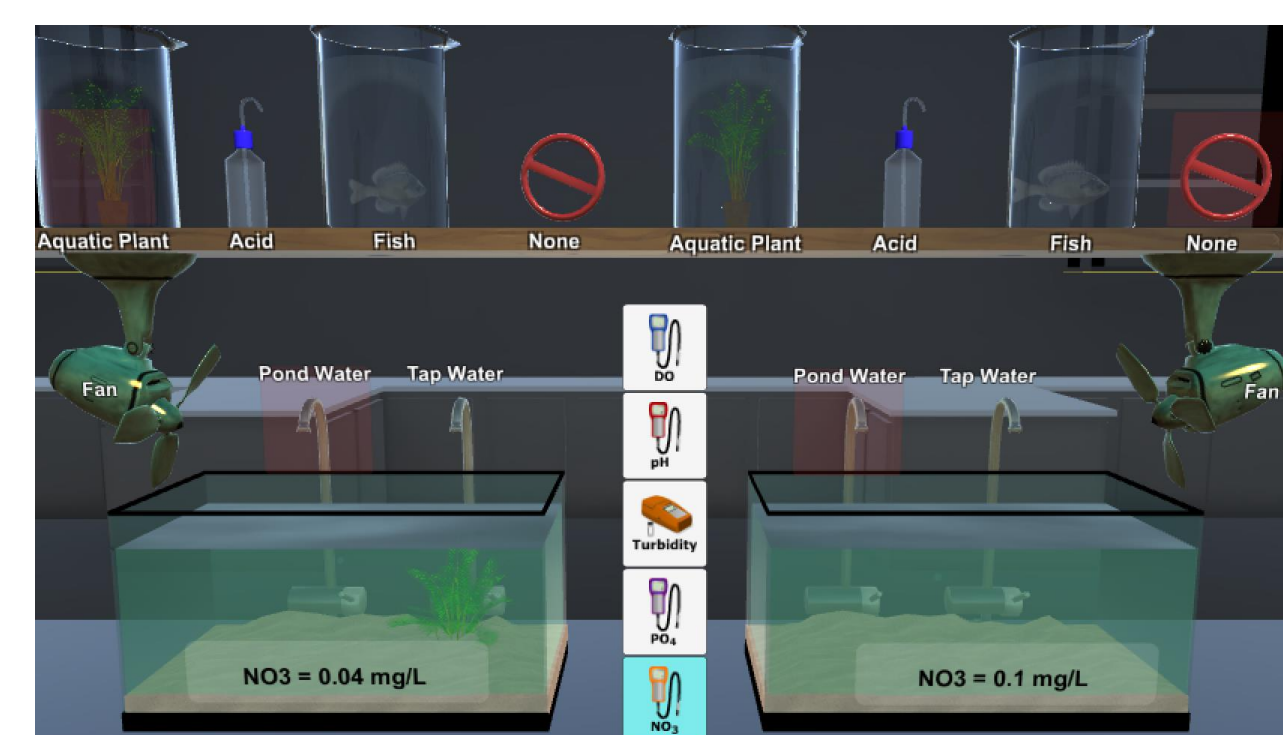 Aquatic Plant Acid Fish None Aquatic Plant Acid Fish None
Fan
Pond Water Tap Water
DO
pH
Turbidity
PO4
NO3
Pond Water Tap Water
Fan
NO3 = 0.04 mg/L
NO3 = 0.1 mg/L